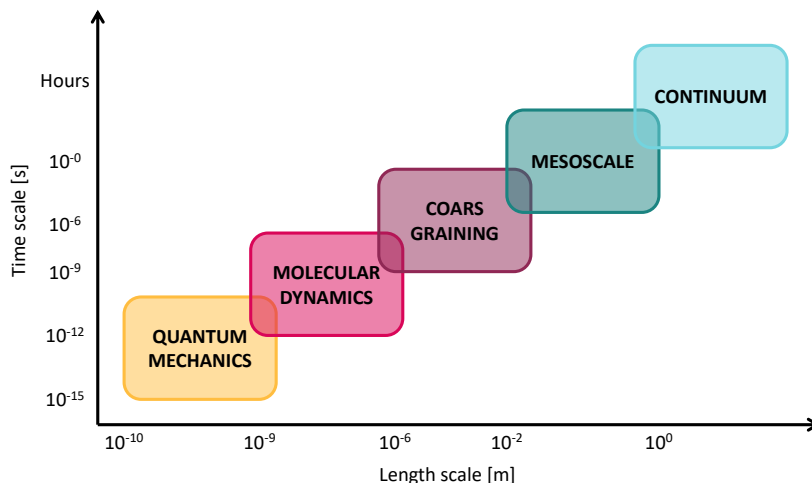 Hours
CONTINUUM
10⁻⁰
MESOSCALE
Time scale [s]
10⁻⁶
COARS
GRAINING
10⁻⁹
MOLECULAR
DYNAMICS
10⁻¹²
QUANTUM
MECHANICS
10⁻¹⁵
10⁻¹⁰ 10⁻⁹ 10⁻⁶ 10⁻² 10⁰
Length scale [m]